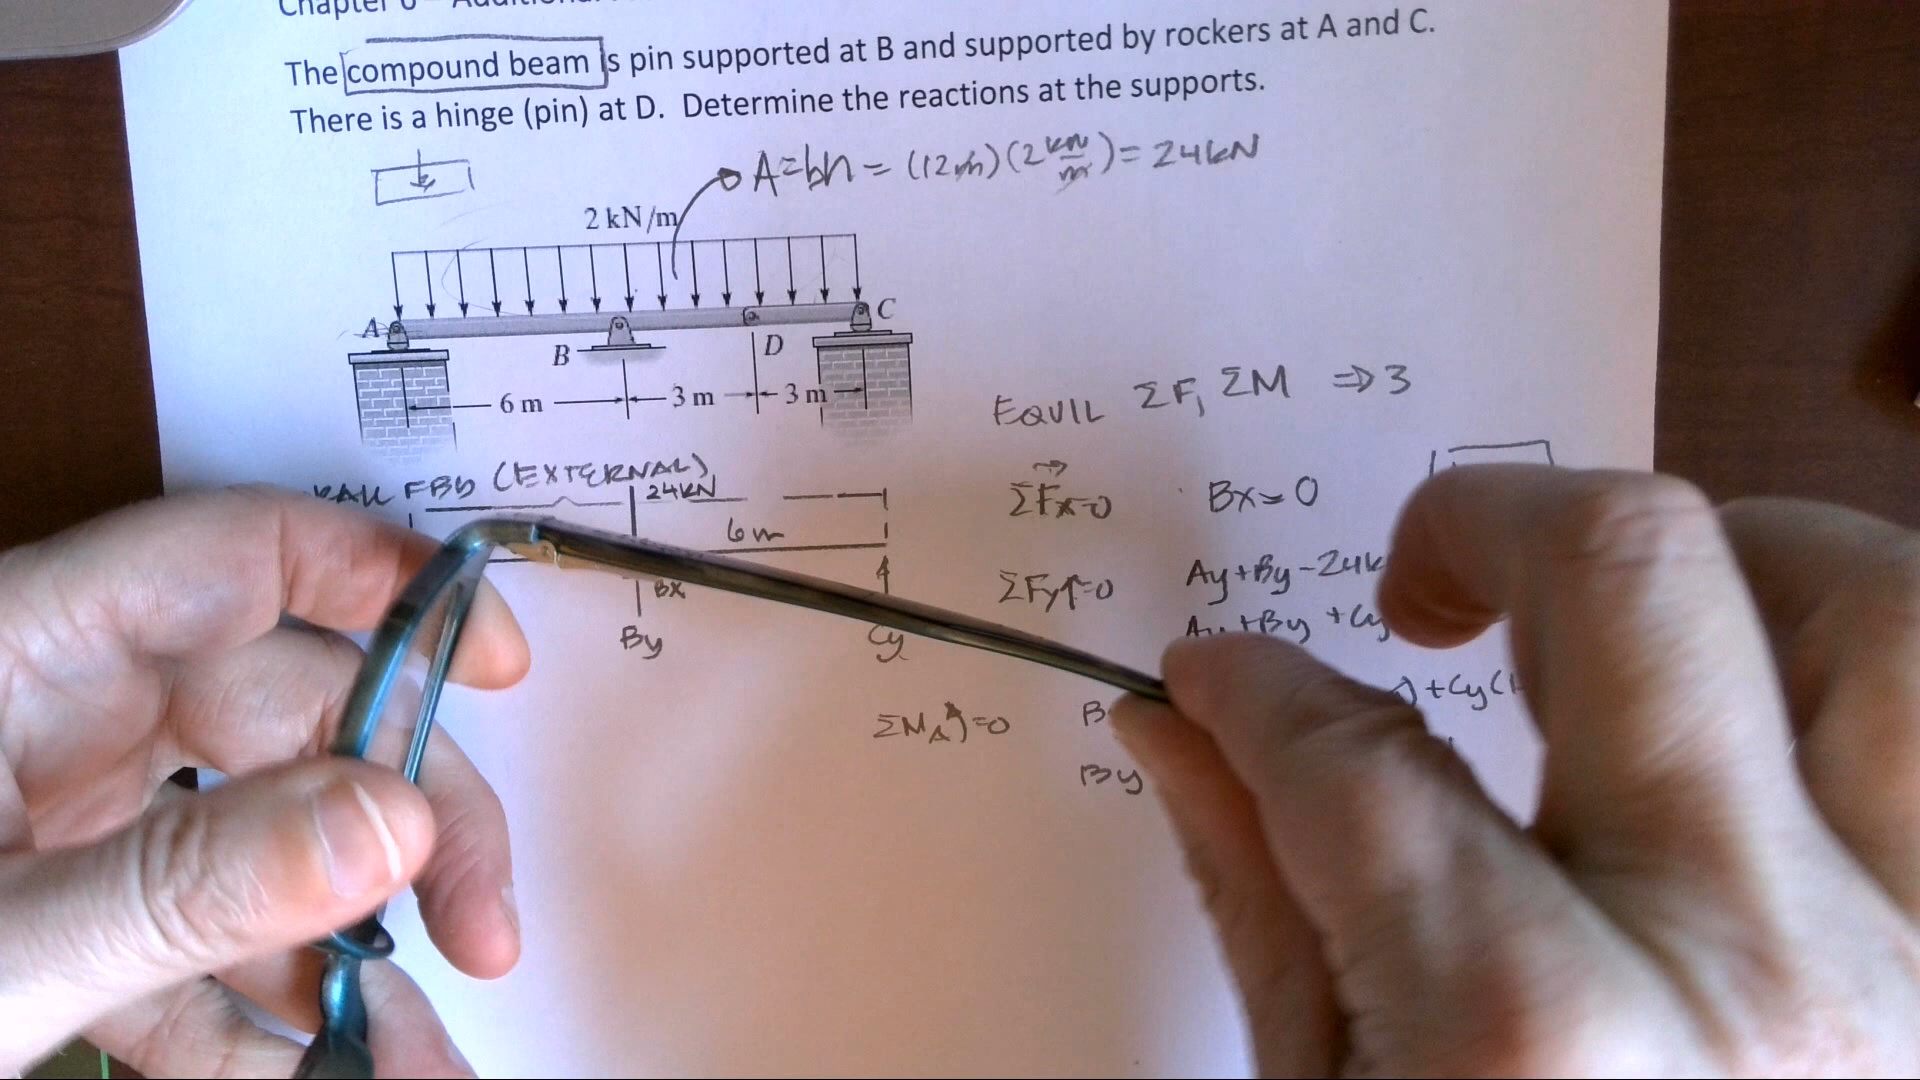 The compound beam is pin supported at B and supported by rockers at A and C.
There is a hinge (pin) at D. Determine the reactions at the supports.
A=bh = (12m)(2 kN/m) = 24kN
2 kN/m
A
C
B
D
6 m
3 m
3 m
EQUIL ΣF, ΣM ⇒ 3
FBD (EXTERNAL)
24kN
6m
Bx
By
Cy
ΣFx=0 Bx=0
ΣFy↑=0 Ay+By-24k
+By +Cy
+Cy(
ΣMA)=0
By